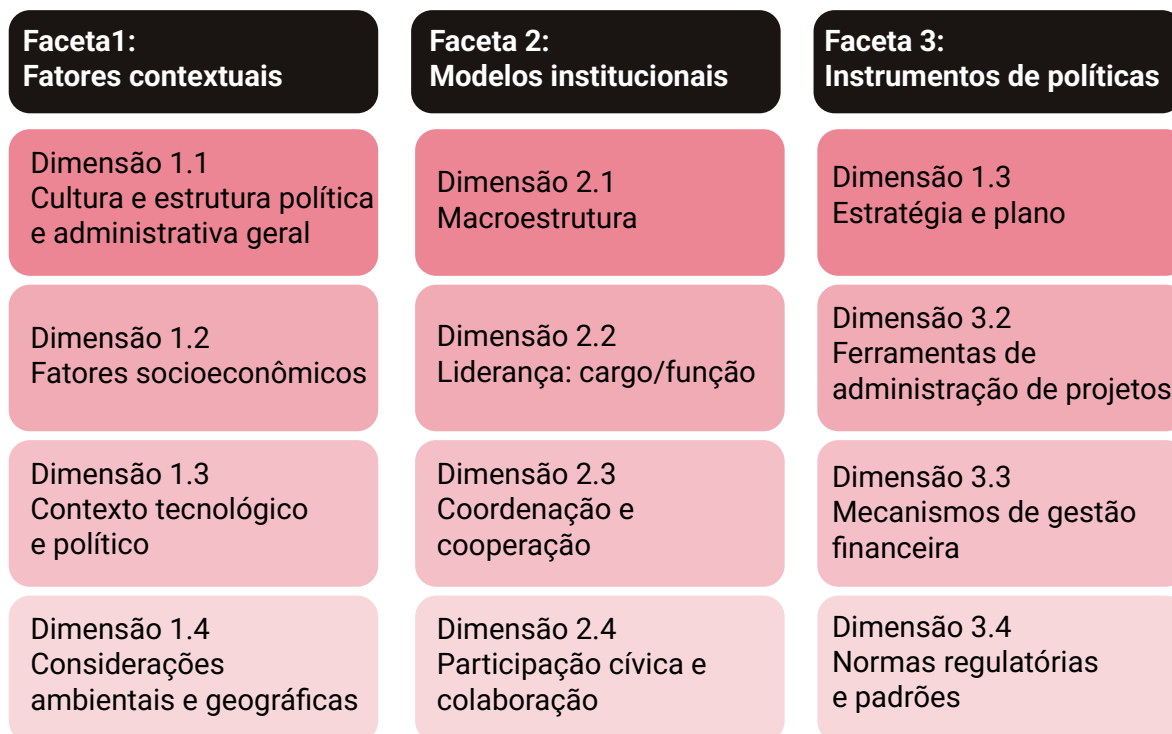 Faceta1:
Fatores contextuais
Dimensão 1.1
Cultura e estrutura política
e administrativa geral
Dimensão 1.2
Fatores socioeconômicos
Dimensão 1.3
Contexto tecnológico
e político
Dimensão 1.4
Considerações
ambientais e geográficas
Faceta 2:
Modelos institucionais
Dimensão 2.1
Macroestrutura
Dimensão 2.2
Liderança: cargo/função
Dimensão 2.3
Coordenação e
cooperação
Dimensão 2.4
Participação cívica e
colaboração
Faceta 3:
Instrumentos de políticas
Dimensão 1.3
Estratégia e plano
Dimensão 3.2
Ferramentas de
administração de projetos
Dimensão 3.3
Mecanismos de gestão
financeira
Dimensão 3.4
Normas regulatórias
e padrões